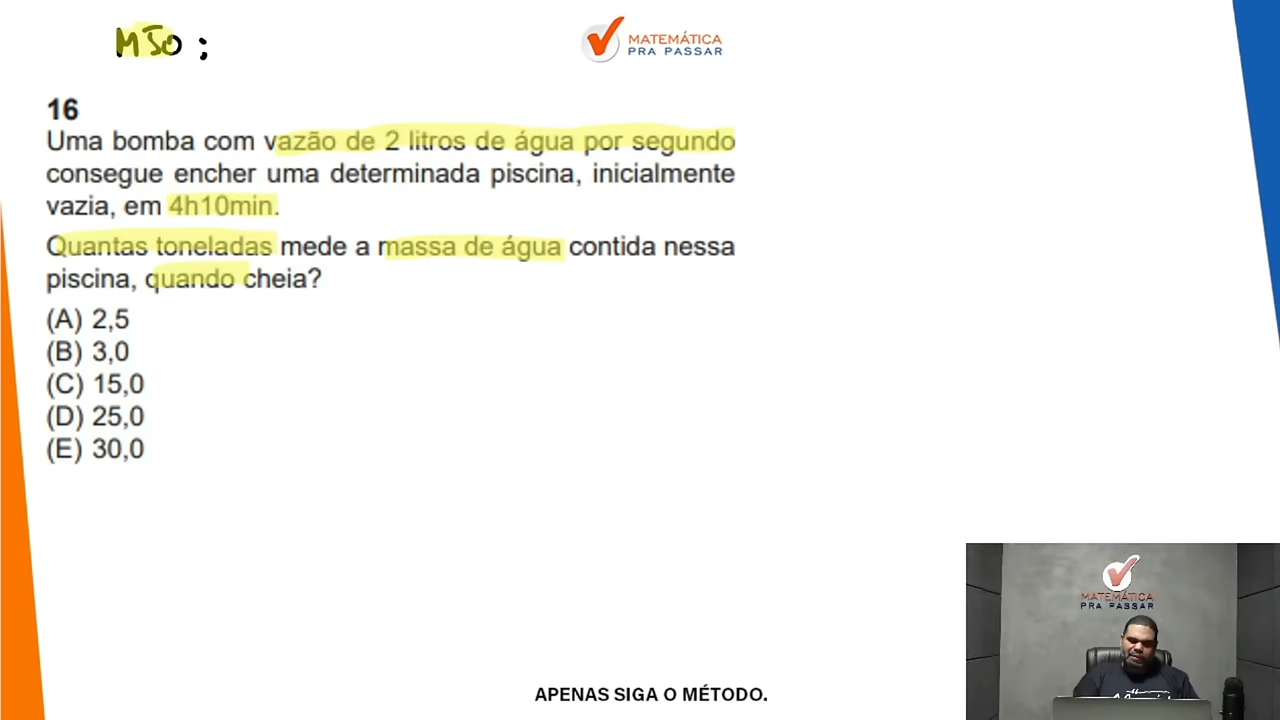 MJO :
MATEMÁTICA
PRA PASSAR
16
Uma bomba com vazão de 2 litros de água por segundo
consegue encher uma determinada piscina, inicialmente
vazia, em 4h10min.
Quantas toneladas mede a massa de água contida nessa
piscina, quando cheia?
(A) 2,5
(B) 3,0
(C) 15,0
(D) 25,0
(E) 30,0
MATEMÁTICA
PRA PASSAR
APENAS SIGA O MÉTODO.